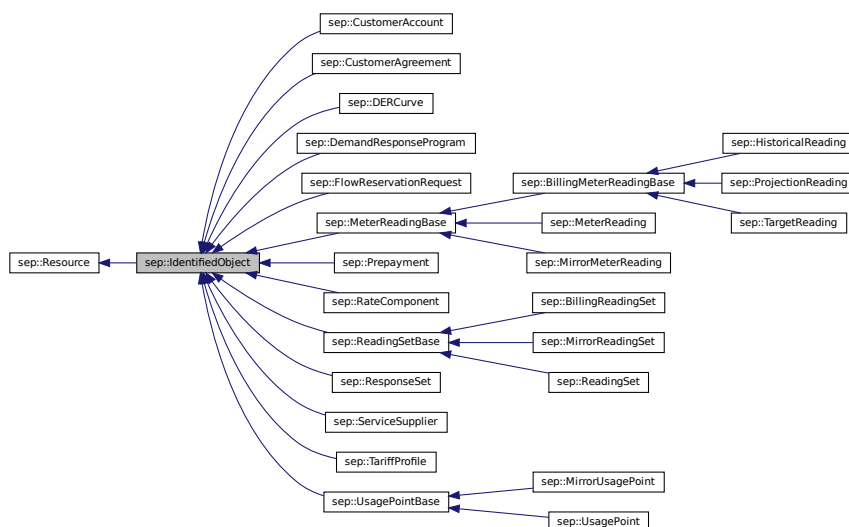 sep::CustomerAccount
sep::CustomerAgreement
sep::DERCurve
sep::DemandResponseProgram
sep::HistoricalReading
sep::FlowReservationRequest
sep::BillingMeterReadingBase
sep::ProjectionReading
sep::MeterReadingBase
sep::MeterReading
sep::TargetReading
sep::Resource
sep::IdentifiedObject
sep::Prepayment
sep::MirrorMeterReading
sep::RateComponent
sep::BillingReadingSet
sep::ReadingSetBase
sep::MirrorReadingSet
sep::ResponseSet
sep::ReadingSet
sep::ServiceSupplier
sep::TariffProfile
sep::MirrorUsagePoint
sep::UsagePointBase
sep::UsagePoint